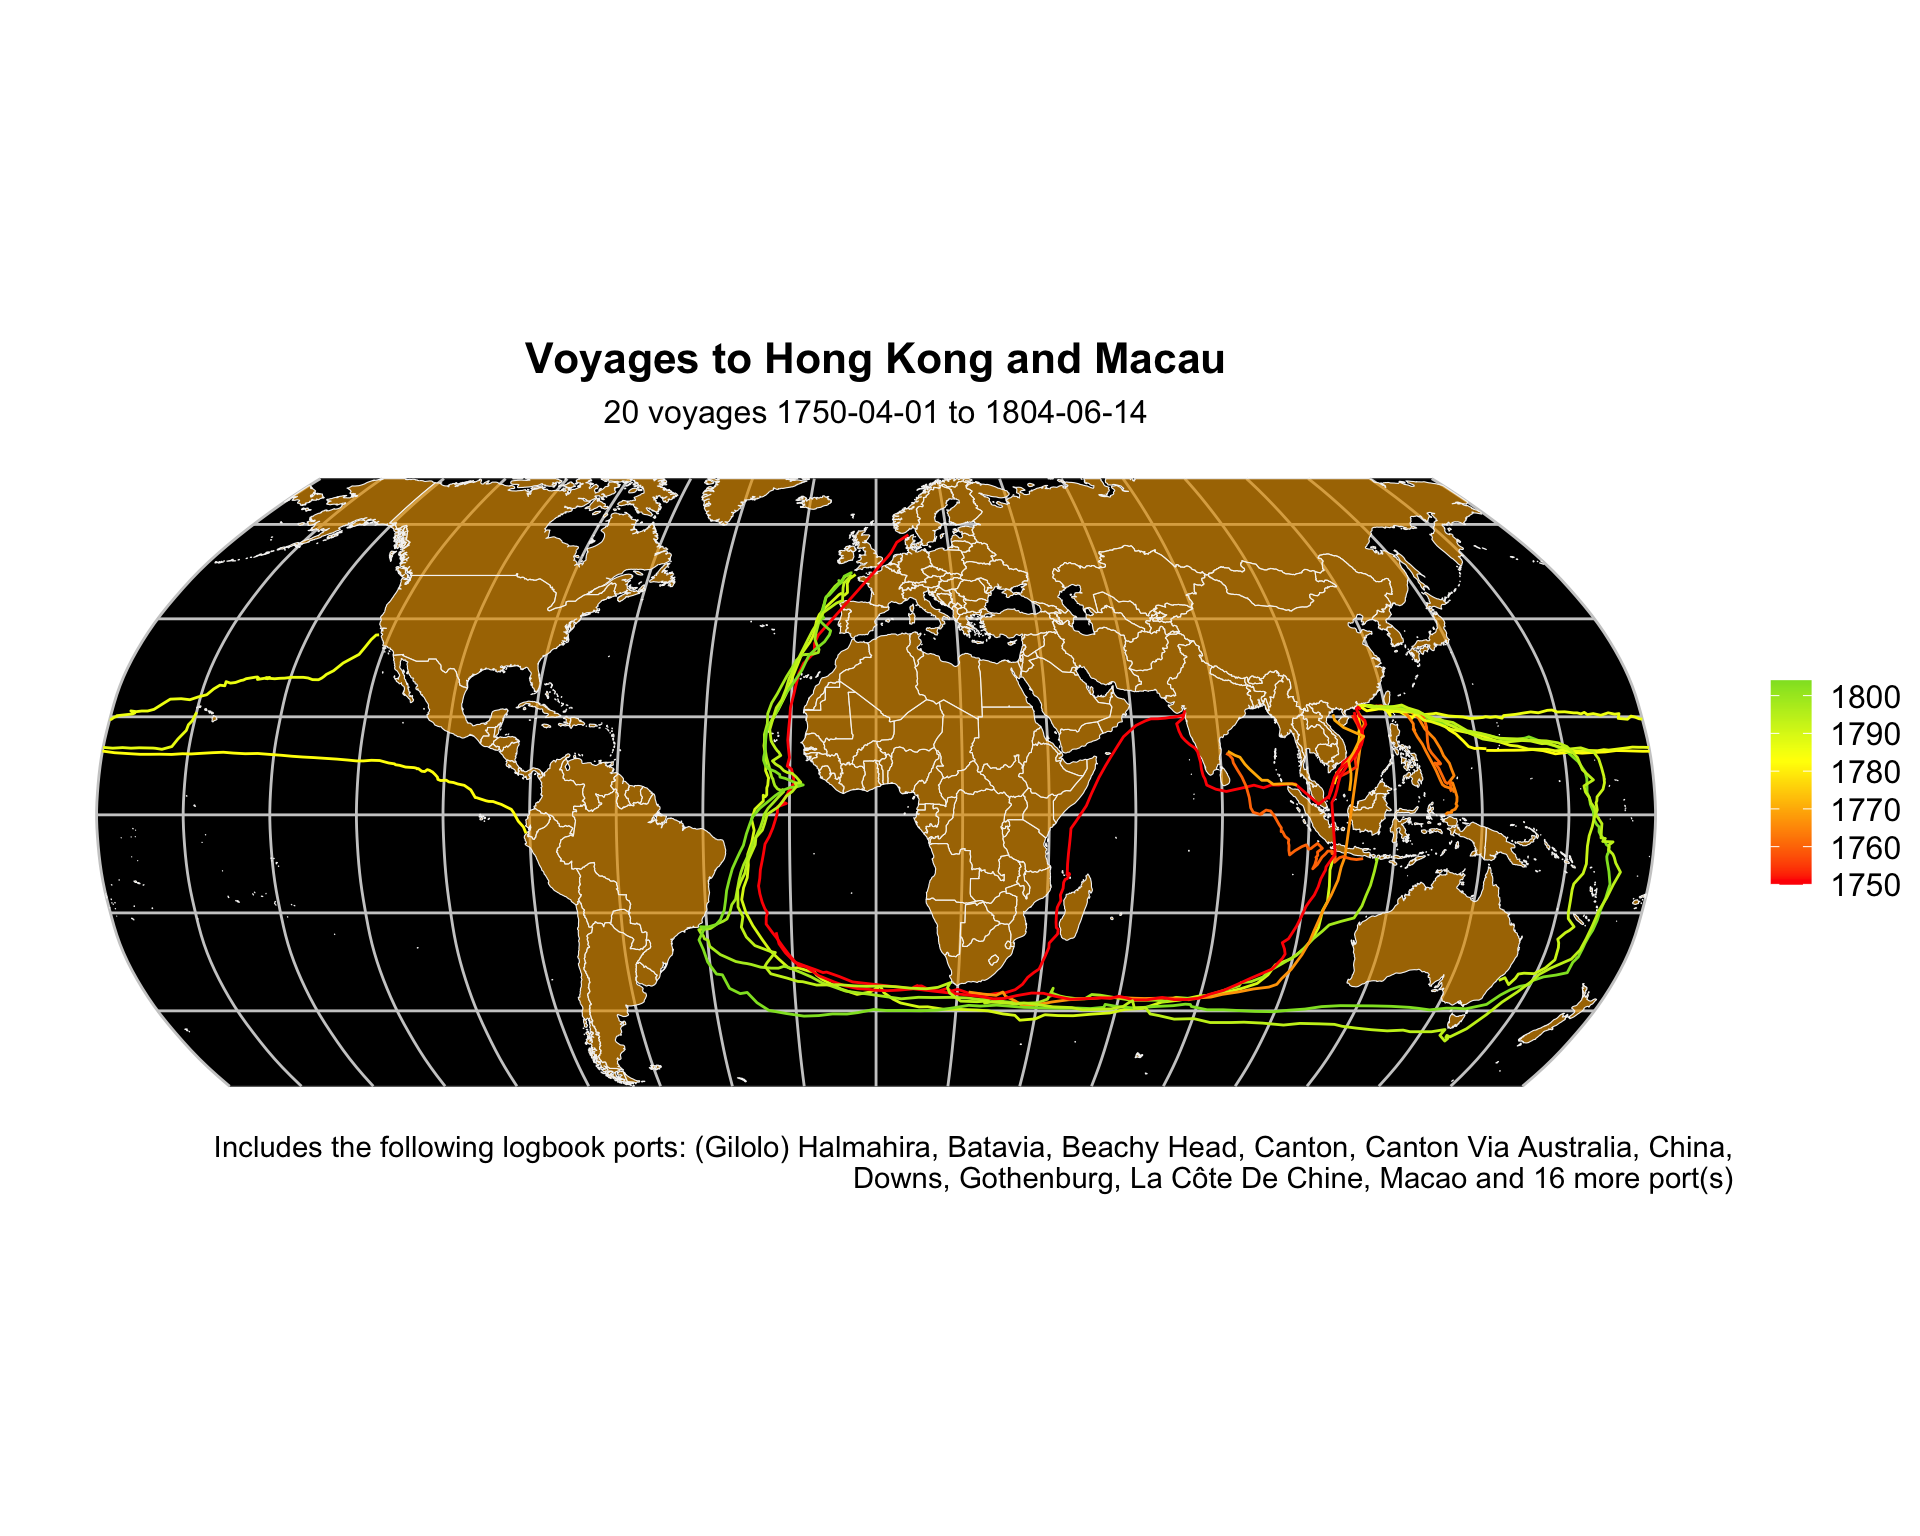 Voyages to Hong Kong and Macau
20 voyages 1750-04-01 to 1804-06-14
1800
1790
1780
1770
1760
1750
Includes the following logbook ports: (Gilolo) Halmahira, Batavia, Beachy Head, Canton, Canton Via Australia, China,
Downs, Gothenburg, La Côte De Chine, Macao and 16 more port(s)